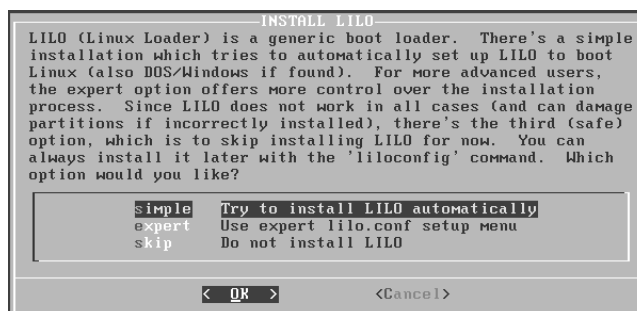 INSTALL LILO
LILO (Linux Loader) is a generic boot loader.  There's a simple
installation which tries to automatically set up LILO to boot
Linux (also DOS/Windows if found).  For more advanced users,
the expert option offers more control over the installation
process.  Since LILO does not work in all cases (and can damage
partitions if incorrectly installed), there's the third (safe)
option, which is to skip installing LILO for now.  You can
always install it later with the 'liloconfig' command.  Which
option would you like?
simple  Try to install LILO automatically
expert  Use expert lilo.conf setup menu
skip  Do not install LILO
< OK >  <Cancel>